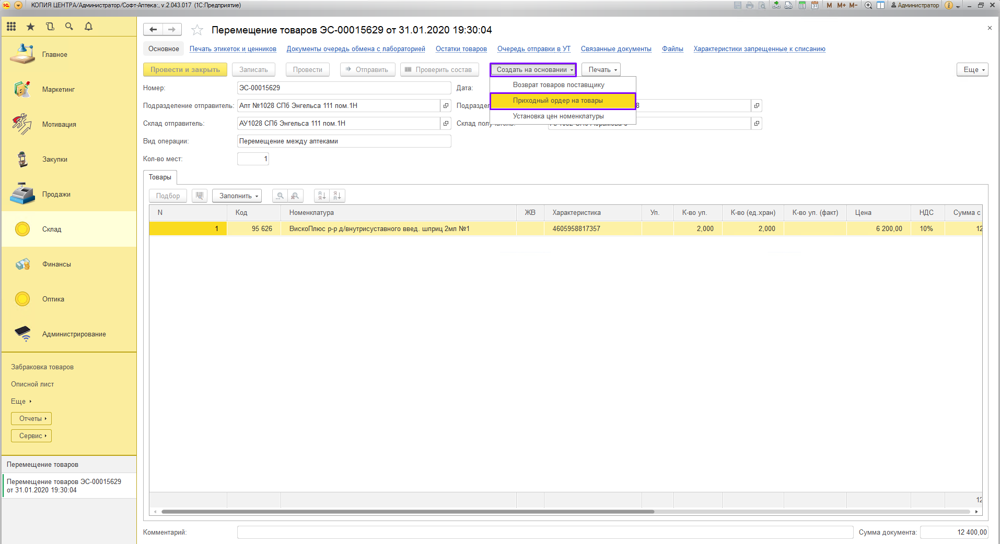 КОПИЯ ЦЕНТРА/Администратор/Софт-Аптека:, v.2.043.017 (1С:Предприятие)
M M+ M- Администратор
Главное
Маркетинг
Мотивация
Закупки
Продажи
Склад
Финансы
Оптика
Администрирование
Забраковка товаров
Описной лист
Еще
Отчеты
Сервис
Перемещение товаров
Перемещение товаров ЭС-00015629
от 31.01.2020 19:30:04
Перемещение товаров ЭС-00015629 от 31.01.2020 19:30:04
Основное Печать этикеток и ценников Документы очередь обмена с лабораторией Остатки товаров Очередь отправки в УТ Связанные документы Файлы Характеристики запрещенные к списанию
Провести и закрыть Записать Провести Отправить Проверить состав Создать на основании Печать Еще
Возврат товаров поставщику
Приходный ордер на товары
Установка цен номенклатуры
Номер: ЭС-00015629 Дата:
Подразделение отправитель: Апт №1028 СПб Энгельса 111 пом.1Н
Склад отправитель: АУ1028 СПб Энгельса 111 пом.1Н
Вид операции: Перемещение между аптеками
Кол-во мест: 1
Товары
Подбор Заполнить
N Код Номенклатура ЖВ Характеристика Уп. К-во уп. К-во (ед.хран) К-во уп. (факт) Цена НДС Сумма с
1 95 626 ВискоПлюс р-р д/внутрисуставного введ. шприц 2мл №1 4605958817357 2,000 2,000 6 200,00 10% 12
12
Комментарий: Сумма документа: 12 400,00